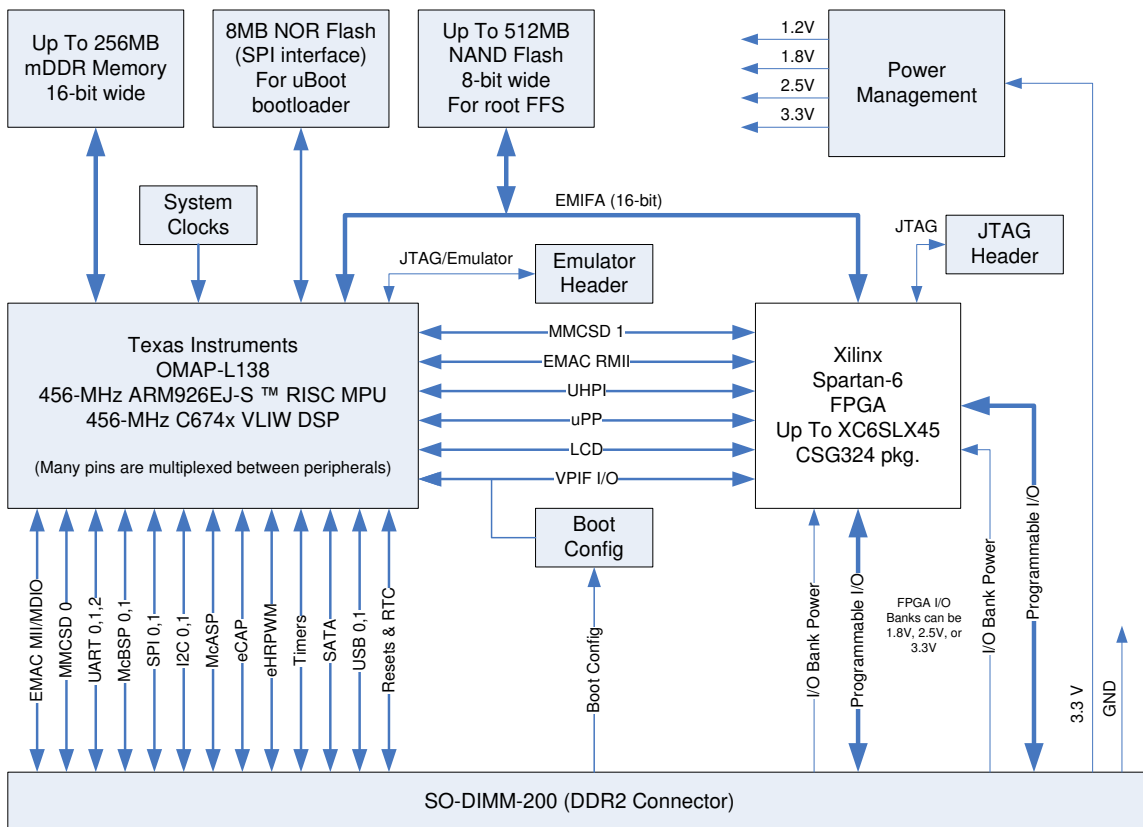 Up To 256MB
mDDR Memory
16-bit wide
8MB NOR Flash
(SPI interface)
For uBoot
bootloader
Up To 512MB
NAND Flash
8-bit wide
For root FFS
1.2V
1.8V
2.5V
3.3V
Power
Management
System
Clocks
EMIFA (16-bit)
JTAG/Emulator
Emulator
Header
JTAG
JTAG
Header
Texas Instruments
OMAP-L138
456-MHz ARM926EJ-S ™ RISC MPU
456-MHz C674x VLIW DSP
(Many pins are multiplexed between peripherals)
MMCSD 1
EMAC RMII
UHPI
uPP
LCD
VPIF I/O
Xilinx
Spartan-6
FPGA
Up To XC6SLX45
CSG324 pkg.
Boot
Config
EMAC MII/MDIO
MMCSD 0
UART 0,1,2
McBSP 0,1
SPI 0,1
I2C 0,1
McASP
eCAP
eHRPWM
Timers
SATA
USB 0,1
Resets & RTC
Boot Config
I/O Bank Power
Programmable I/O
FPGA I/O
Banks can be
1.8V, 2.5V, or
3.3V
I/O Bank Power
Programmable I/O
3.3 V
GND
SO-DIMM-200 (DDR2 Connector)